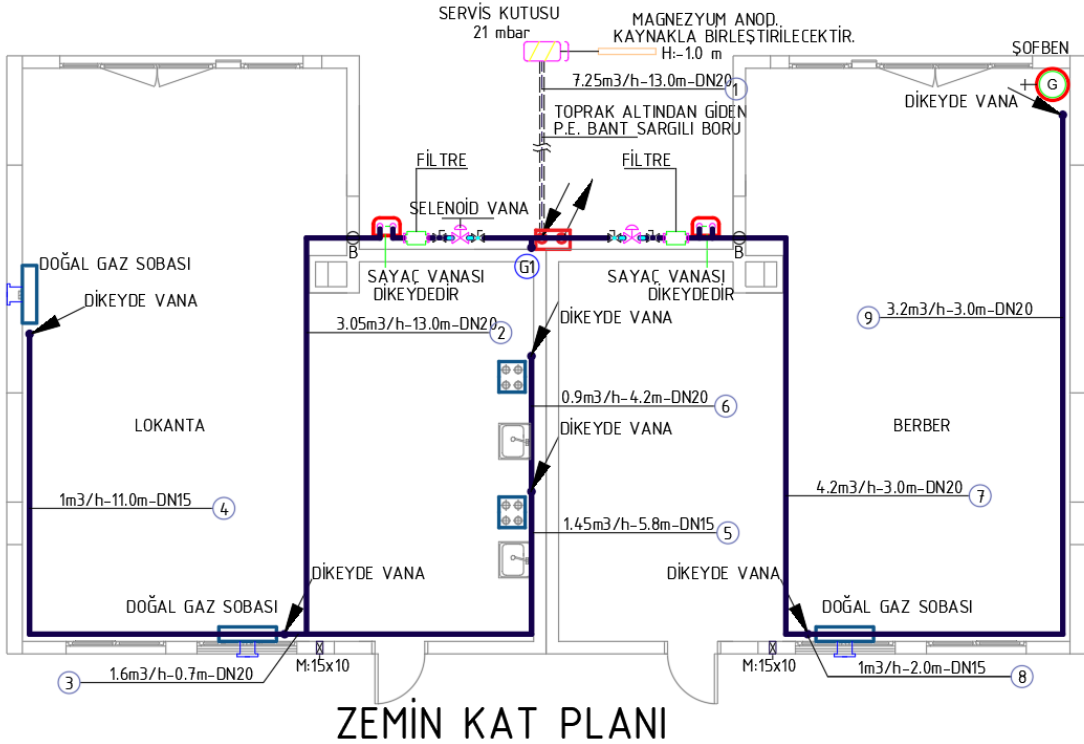 SERVİS KUTUSU
21 mbar
MAGNEZYUM ANOD.
KAYNAKLA BİRLEŞTİRİLECEKTİR.
H:-1.0 m
ŞOFBEN
G
7.25m3/h-13.0m-DN20
1
DİKEYDE VANA
TOPRAK ALTINDAN GİDEN
P.E. BANT SARGILI BORU
FİLTRE
FİLTRE
SELENOİD VANA
B
B
G1
DOĞAL GAZ SOBASI
SAYAÇ VANASI
DİKEYDEDİR
SAYAÇ VANASI
DİKEYDEDİR
DİKEYDE VANA
DİKEYDE VANA
3.05m3/h-13.0m-DN20
2
9
3.2m3/h-3.0m-DN20
0.9m3/h-4.2m-DN20
6
LOKANTA
DİKEYDE VANA
BERBER
1m3/h-11.0m-DN15
4
4.2m3/h-3.0m-DN20
7
1.45m3/h-5.8m-DN15
5
DİKEYDE VANA
DİKEYDE VANA
DOĞAL GAZ SOBASI
DOĞAL GAZ SOBASI
M:15x10
M:15x10
3
1.6m3/h-0.7m-DN20
1m3/h-2.0m-DN15
8
ZEMİN KAT PLANI